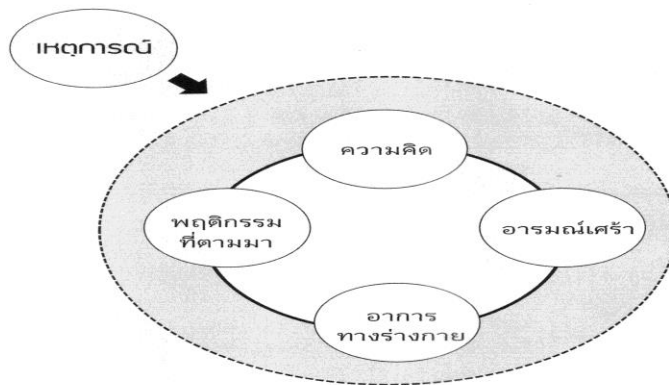 เหตุการณ์
ความคิด
พฤติกรรม
ที่ตามมา
อารมณ์เศร้า
อาการ
ทางร่างกาย